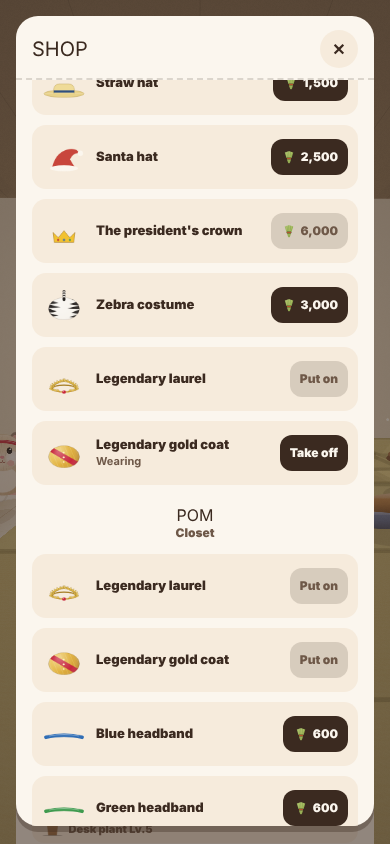 SHOP
Straw hat
1,500
Santa hat
2,500
The president's crown
6,000
Zebra costume
3,000
Legendary laurel
Put on
Legendary gold coat
Wearing
Take off
POM
Closet
Legendary laurel
Put on
Legendary gold coat
Put on
Blue headband
600
Green headband
600
Desk plant Lv.5